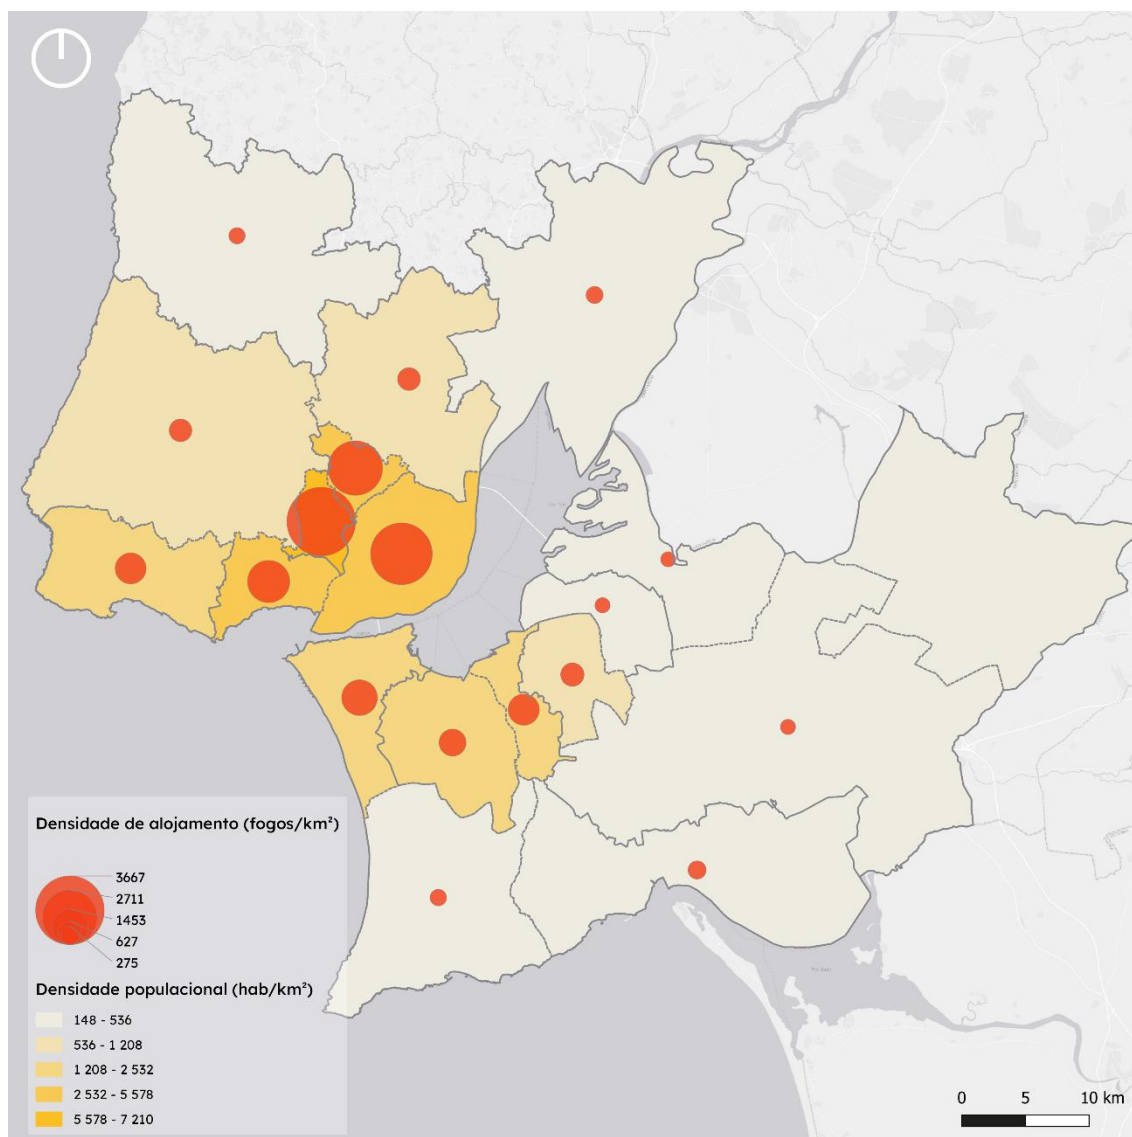 Densidade de alojamento (fogos/km²)
3667
2711
1453
627
275
Densidade populacional (hab/km²)
148 - 536
536 - 1 208
1 208 - 2 532
2 532 - 5 578
5 578 - 7 210
0 5 10 km